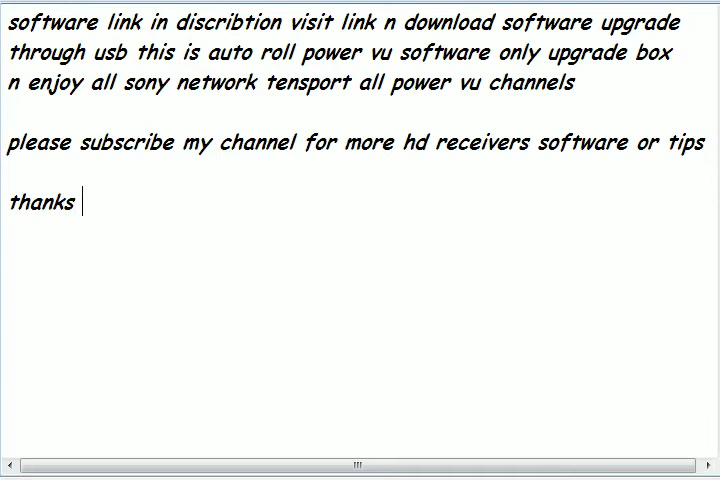 software link in discribtion visit link n download software upgrade
through usb this is auto roll power vu software only upgrade box
n enjoy all sony network tensport all power vu channels
please subscribe my channel for more hd receivers software or tips
thanks